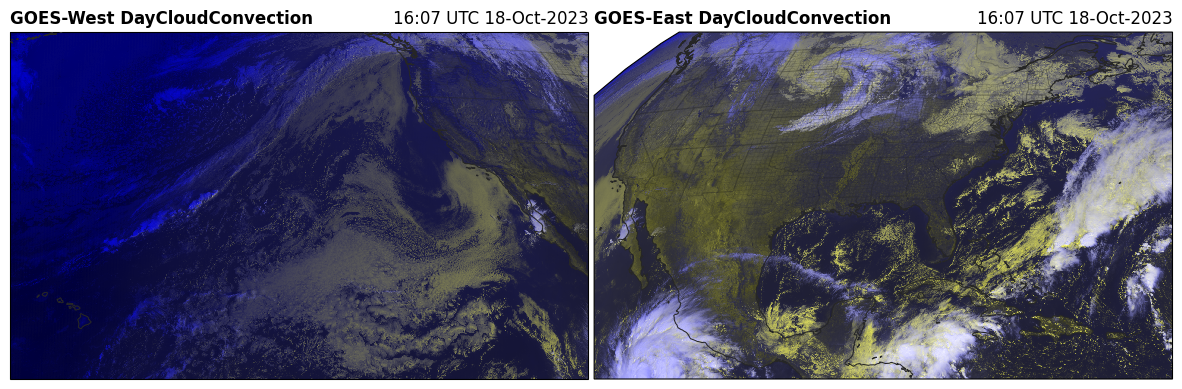 GOES-West DayCloudConvection
16:07 UTC 18-Oct-2023
GOES-East DayCloudConvection
16:07 UTC 18-Oct-2023